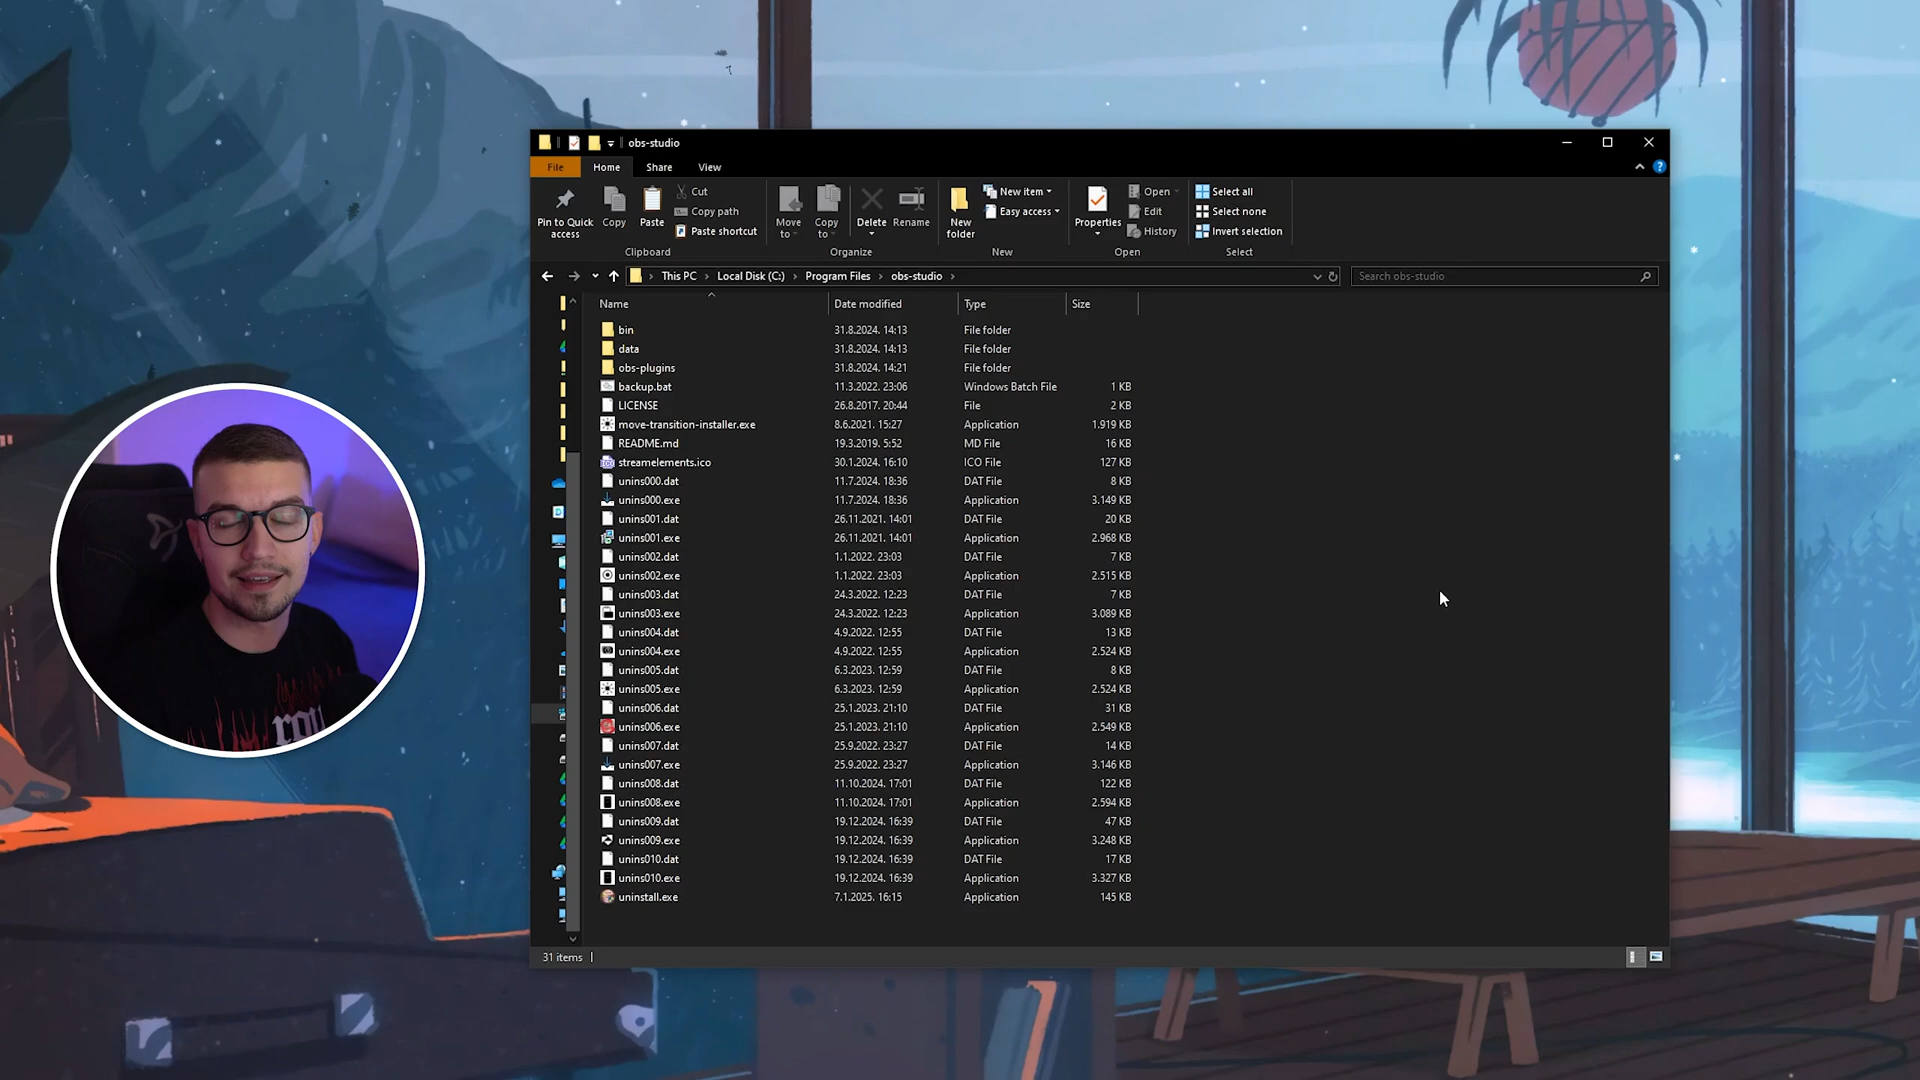 obs-studio
File Home Share View
Pin to Quick access
Copy
Paste
Cut
Copy path
Paste shortcut
Clipboard
Move to
Copy to
Delete
Rename
Organize
New folder
New item
Easy access
New
Properties
Open
Edit
History
Open
Select all
Select none
Invert selection
Select
This PC > Local Disk (C:) > Program Files > obs-studio >
Search obs-studio
Name Date modified Type Size
bin 31.8.2024. 14:13 File folder
data 31.8.2024. 14:13 File folder
obs-plugins 31.8.2024. 14:21 File folder
backup.bat 11.3.2022. 23:06 Windows Batch File 1 KB
LICENSE 26.8.2017. 20:44 File 2 KB
move-transition-installer.exe 8.6.2021. 15:27 Application 1.919 KB
README.md 19.3.2019. 5:52 MD File 16 KB
streamelements.ico 30.1.2024. 16:10 ICO File 127 KB
unins000.dat 11.7.2024. 18:36 DAT File 8 KB
unins000.exe 11.7.2024. 18:36 Application 3.149 KB
unins001.dat 26.11.2021. 14:01 DAT File 20 KB
unins001.exe 26.11.2021. 14:01 Application 2.968 KB
unins002.dat 1.1.2022. 23:03 DAT File 7 KB
unins002.exe 1.1.2022. 23:03 Application 2.515 KB
unins003.dat 24.3.2022. 12:23 DAT File 7 KB
unins003.exe 24.3.2022. 12:23 Application 3.089 KB
unins004.dat 4.9.2022. 12:55 DAT File 13 KB
unins004.exe 4.9.2022. 12:55 Application 2.524 KB
unins005.dat 6.3.2023. 12:59 DAT File 8 KB
unins005.exe 6.3.2023. 12:59 Application 2.524 KB
unins006.dat 25.1.2023. 21:10 DAT File 31 KB
unins006.exe 25.1.2023. 21:10 Application 2.549 KB
unins007.dat 25.9.2022. 23:27 DAT File 14 KB
unins007.exe 25.9.2022. 23:27 Application 3.146 KB
unins008.dat 11.10.2024. 17:01 DAT File 122 KB
unins008.exe 11.10.2024. 17:01 Application 2.594 KB
unins009.dat 19.12.2024. 16:39 DAT File 47 KB
unins009.exe 19.12.2024. 16:39 Application 3.248 KB
unins010.dat 19.12.2024. 16:39 DAT File 17 KB
unins010.exe 19.12.2024. 16:39 Application 3.327 KB
uninstall.exe 7.1.2025. 16:15 Application 145 KB
31 items